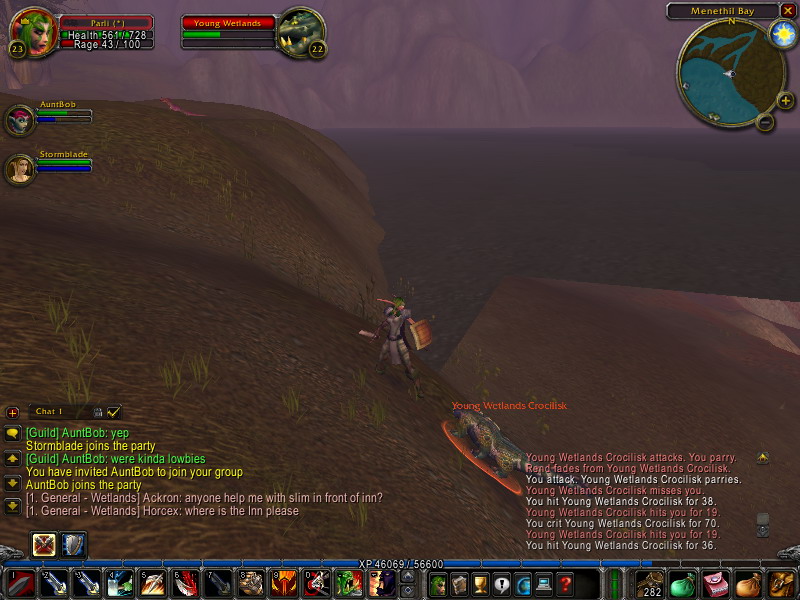 Parli (*)
Health 561 / 728
Rage 43 / 100
23
Young Wetlands
22
Menethil Bay
N
AuntBob
Stormblade
Young Wetlands Crocilisk
Chat 1
[Guild] AuntBob: yep
Stormblade joins the party
[Guild] AuntBob: were kinda lowbies
You have invited AuntBob to join your group
AuntBob joins the party
[1. General - Wetlands] Ackron: anyone help me with slim in front of inn?
[1. General - Wetlands] Horcex: where is the Inn please
Young Wetlands Crocilisk attacks. You parry.
Rend fades from Young Wetlands Crocilisk.
You attack. Young Wetlands Crocilisk parries.
Young Wetlands Crocilisk misses you.
You hit Young Wetlands Crocilisk for 38.
Young Wetlands Crocilisk hits you for 19.
You crit Young Wetlands Crocilisk for 70.
Young Wetlands Crocilisk hits you for 19.
You hit Young Wetlands Crocilisk for 36.
XP 46069 / 56600
282